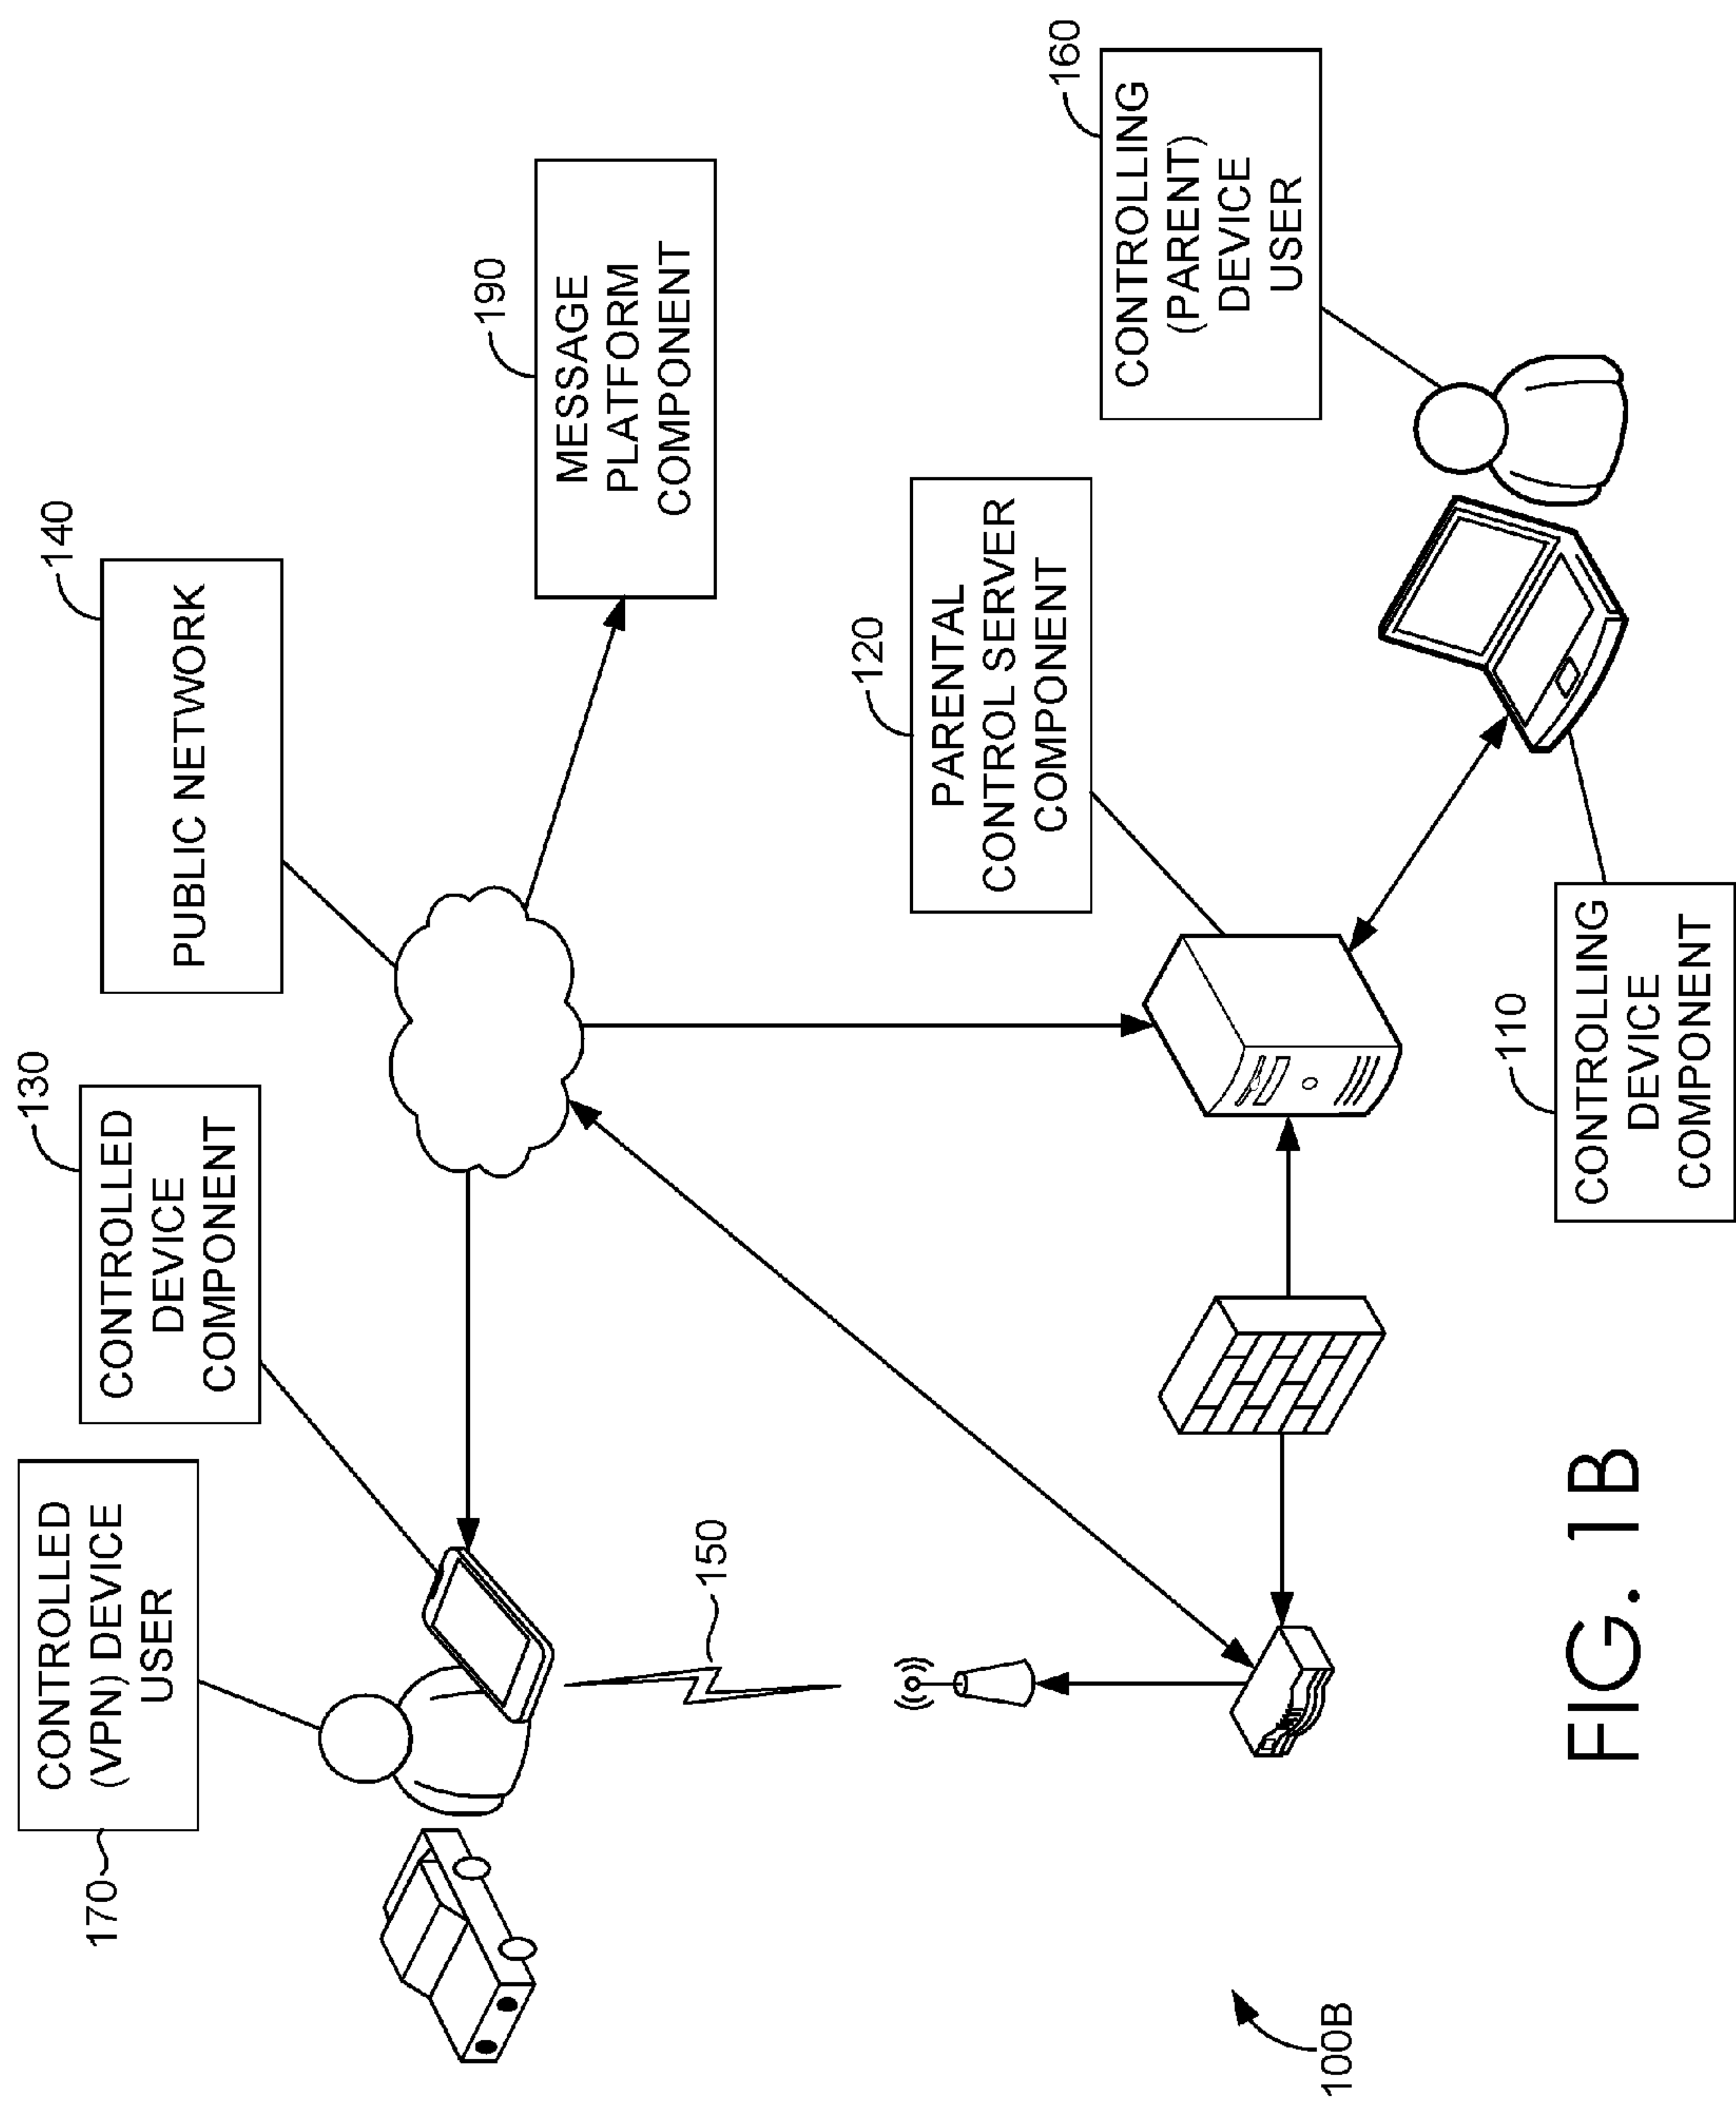 170
CONTROLLED
(VPN) DEVICE
USER
130
CONTROLLED
DEVICE
COMPONENT
140
PUBLIC NETWORK
190
MESSAGE
PLATFORM
COMPONENT
150
120
PARENTAL
CONTROL SERVER
COMPONENT
160
CONTROLLING
(PARENT)
DEVICE
USER
110
CONTROLLING
DEVICE
COMPONENT
100B
FIG. 1B